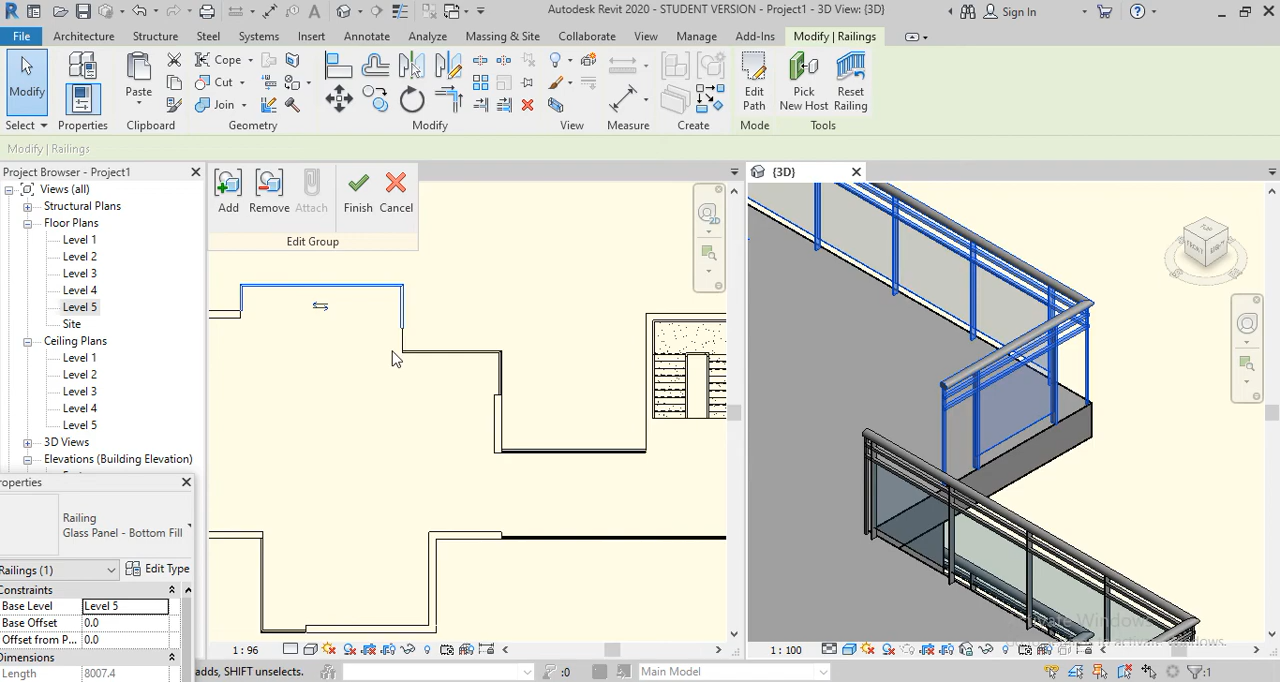 Autodesk Revit 2020 - STUDENT VERSION - Project1 - 3D View: {3D}
Sign In
File Architecture Structure Steel Systems Insert Annotate Analyze Massing & Site Collaborate View Manage Add-Ins Modify | Railings
Modify
Paste
Cope
Cut
Join
Edit Path
Pick New Host
Reset Railing
Select Properties Clipboard Geometry Modify View Measure Create Mode Tools
Modify | Railings
Project Browser - Project1
{3D}
Views (all)
Structural Plans
Floor Plans
Level 1
Level 2
Level 3
Level 4
Level 5
Site
Ceiling Plans
Level 1
Level 2
Level 3
Level 4
Level 5
3D Views
Elevations (Building Elevation)
Add Remove Attach Finish Cancel
Edit Group
2D
TOP
FRONT
roperties
Railing
Glass Panel - Bottom Fill
Railings (1)
Edit Type
Constraints
Base Level Level 5
Base Offset 0.0
Offset from P... 0.0
Dimensions
Length 8007.4
1 : 96
1 : 100
adds, SHIFT unselects.
:0
Main Model
:1